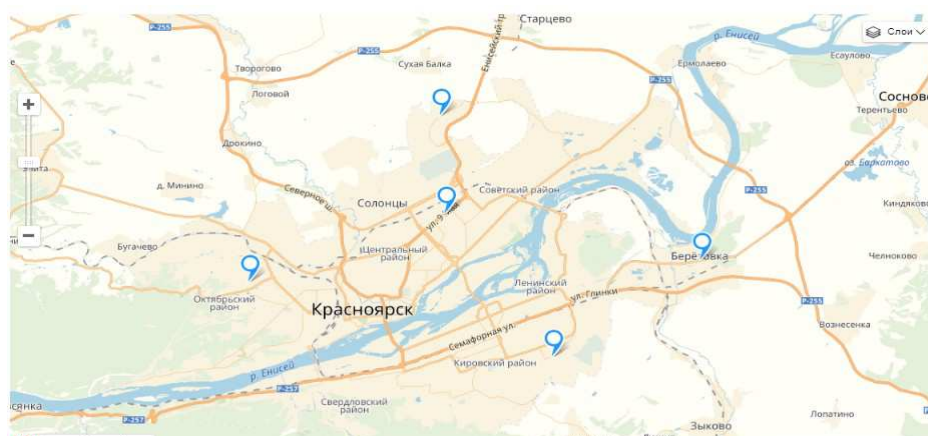 Старцево
Р-255
Енисейский тр.
р. Енисей
Слои
Р-255
Творогово
Сухая Балка
Ермолаево
Есаулово
Р-255
Логовой
Сосново
Терентьево
Дрокино
оз. Баркатово
д. Минино
Северное ш.
Солонцы
Советский район
Киндяково
Бугачево
Центральный
район
Берёзовка
Челноково
Октябрьский
район
Ленинский
район
ул. Глинки
Р-255
Красноярск
Вознесенка
Семафорная ул.
Кировский район
р. Енисей
Р-257
Свердловский
район
Р-257
Лопатино
Зыково